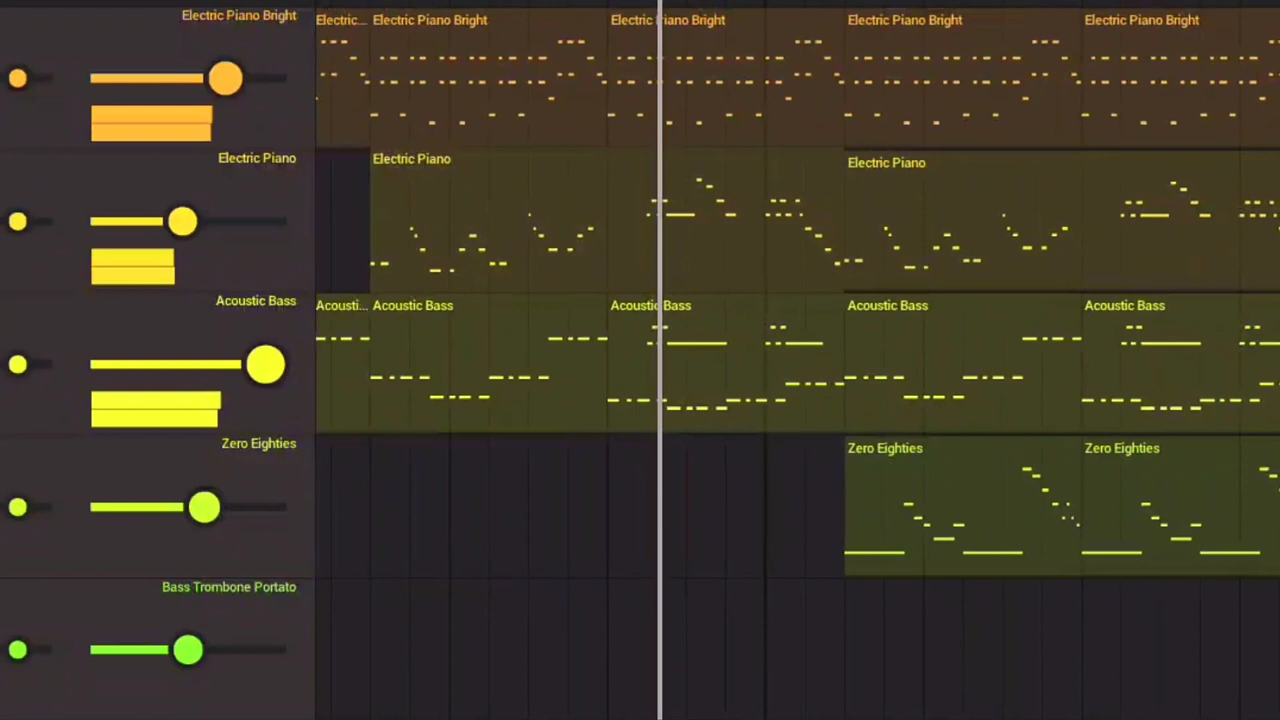 Electric Piano Bright
Electric... Electric Piano Bright Electric Piano Bright Electric Piano Bright Electric Piano Bright
Electric Piano
Electric Piano Electric Piano
Acoustic Bass
Acousti... Acoustic Bass Acoustic Bass Acoustic Bass Acoustic Bass
Zero Eighties
Zero Eighties Zero Eighties
Bass Trombone Portato